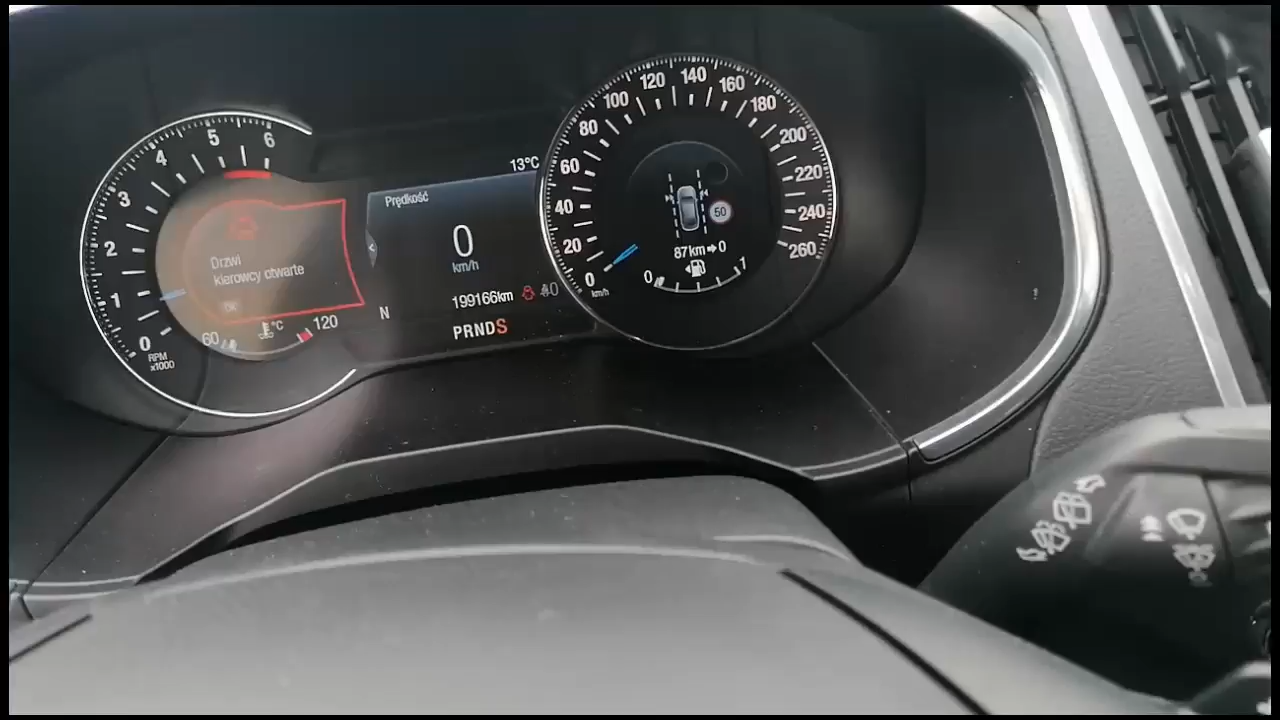 6
5
4
3
2
1
0
RPM
x1000
Drzwi
kierowcy otwarte
OK
60
°C
120
13°C
Prędkość
0
km/h
199166km
N
PRNDS
0
20
40
60
80
100
120
140
160
180
200
220
240
260
km/h
50
87km→0
0
1